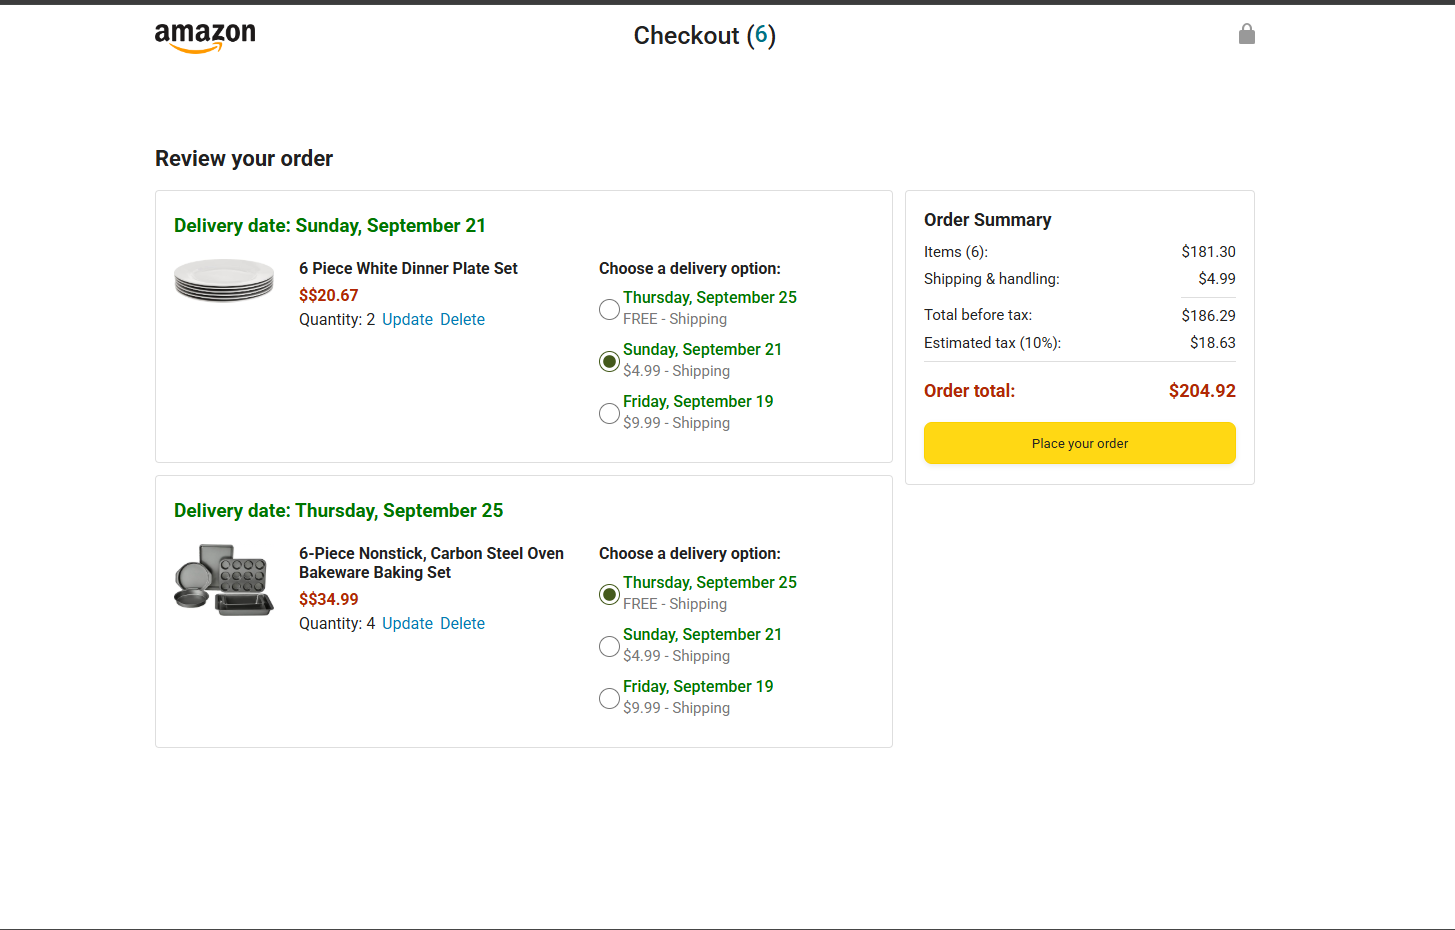 amazon
Checkout (6)
Review your order
Delivery date: Sunday, September 21
6 Piece White Dinner Plate Set
$$20.67
Quantity: 2 Update Delete
Choose a delivery option:
Thursday, September 25
FREE - Shipping
Sunday, September 21
$4.99 - Shipping
Friday, September 19
$9.99 - Shipping
Delivery date: Thursday, September 25
6-Piece Nonstick, Carbon Steel Oven
Bakeware Baking Set
$$34.99
Quantity: 4 Update Delete
Choose a delivery option:
Thursday, September 25
FREE - Shipping
Sunday, September 21
$4.99 - Shipping
Friday, September 19
$9.99 - Shipping
Order Summary
Items (6): $181.30
Shipping & handling: $4.99
Total before tax: $186.29
Estimated tax (10%): $18.63
Order total: $204.92
Place your order